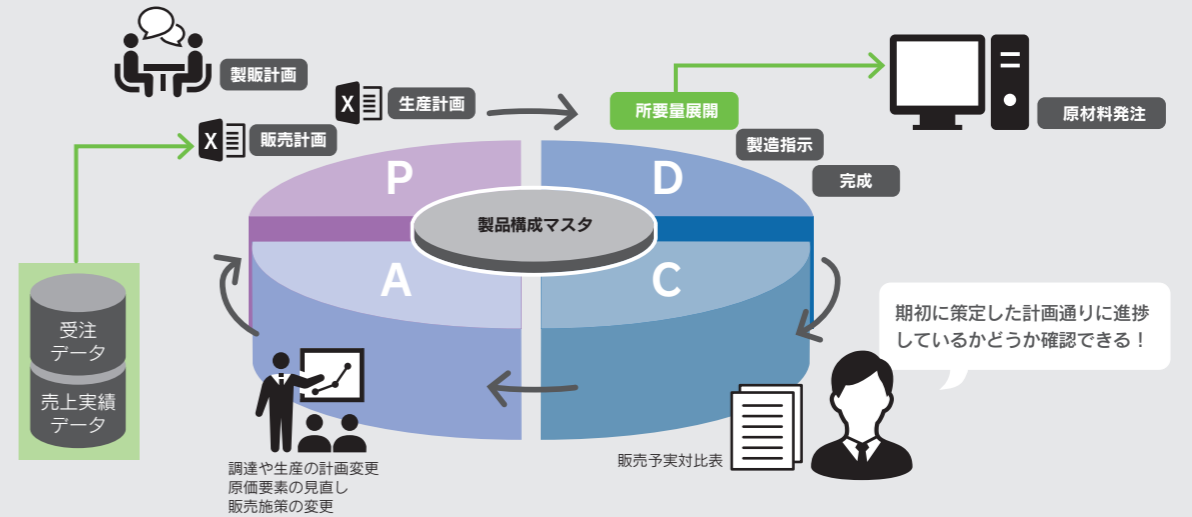 製販計画
X
生産計画
X
販売計画
所要量展開
原材料発注
製造指示
完成
P
D
製品構成マスタ
A
C
受注
データ
売上実績
データ
期初に策定した計画通りに進捗
しているかどうか確認できる！
販売予実対比表
調達や生産の計画変更
原価要素の見直し
販売施策の変更